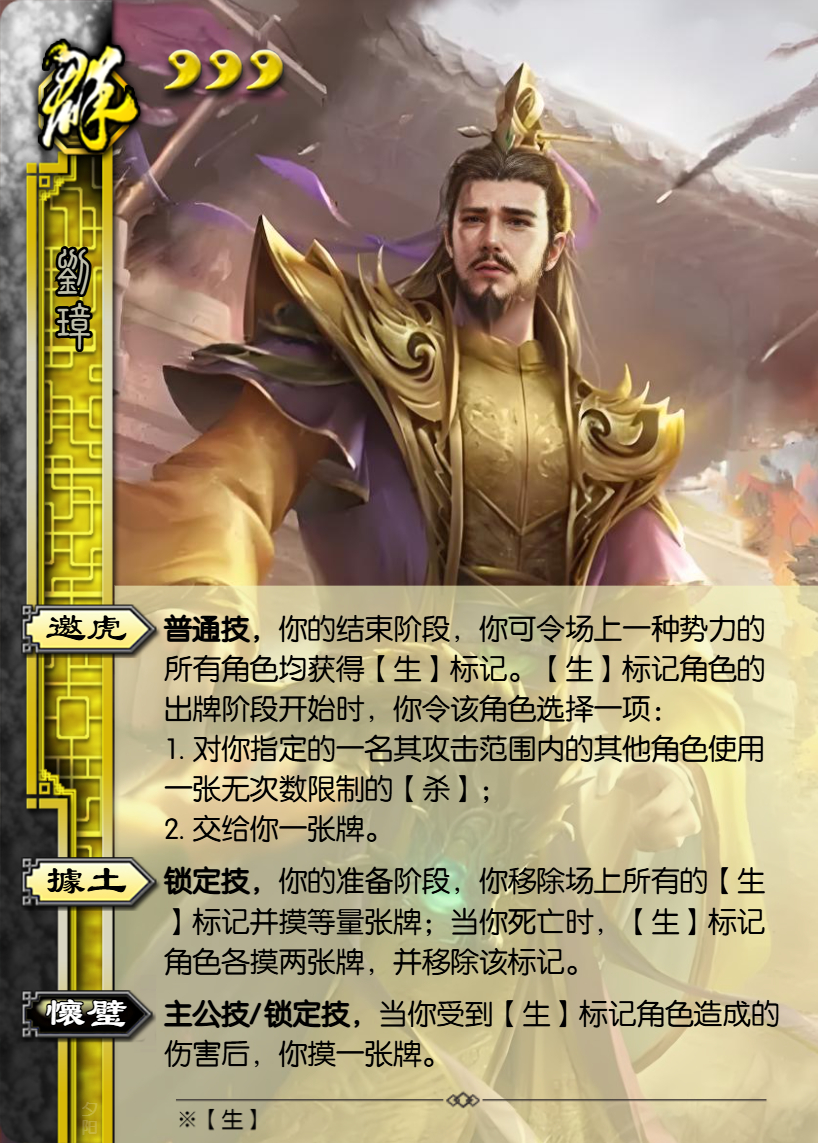 群
劉璋
邀虎
普通技，你的结束阶段，你可令场上一种势力的
所有角色均获得【生】标记。【生】标记角色的
出牌阶段开始时，你令该角色选择一项：
1. 对你指定的一名其攻击范围内的其他角色使用
一张无次数限制的【杀】；
2. 交给你一张牌。
據土
锁定技，你的准备阶段，你移除场上所有的【生
】标记并摸等量张牌；当你死亡时，【生】标记
角色各摸两张牌，并移除该标记。
懷璧
主公技/锁定技，当你受到【生】标记角色造成的
伤害后，你摸一张牌。
※【生】